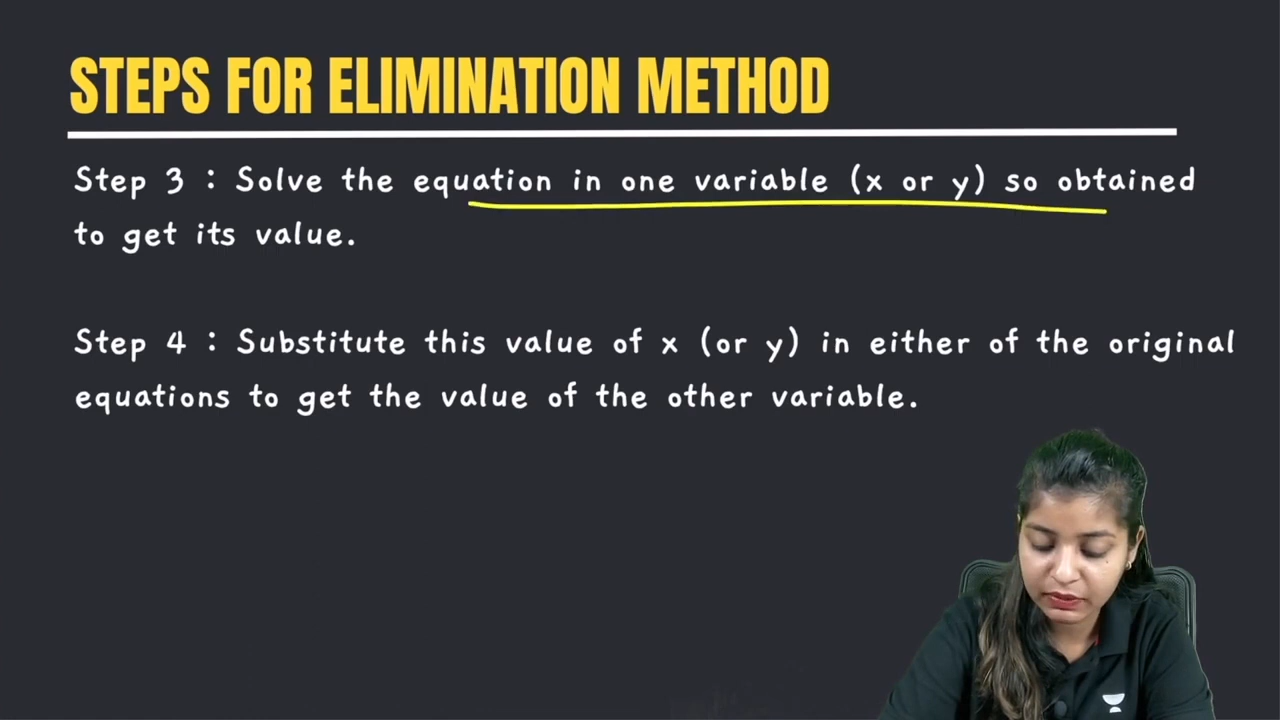 STEPS FOR ELIMINATION METHOD
Step 3 : Solve the equation in one variable (x or y) so obtained
to get its value.
Step 4 : Substitute this value of x (or y) in either of the original
equations to get the value of the other variable.